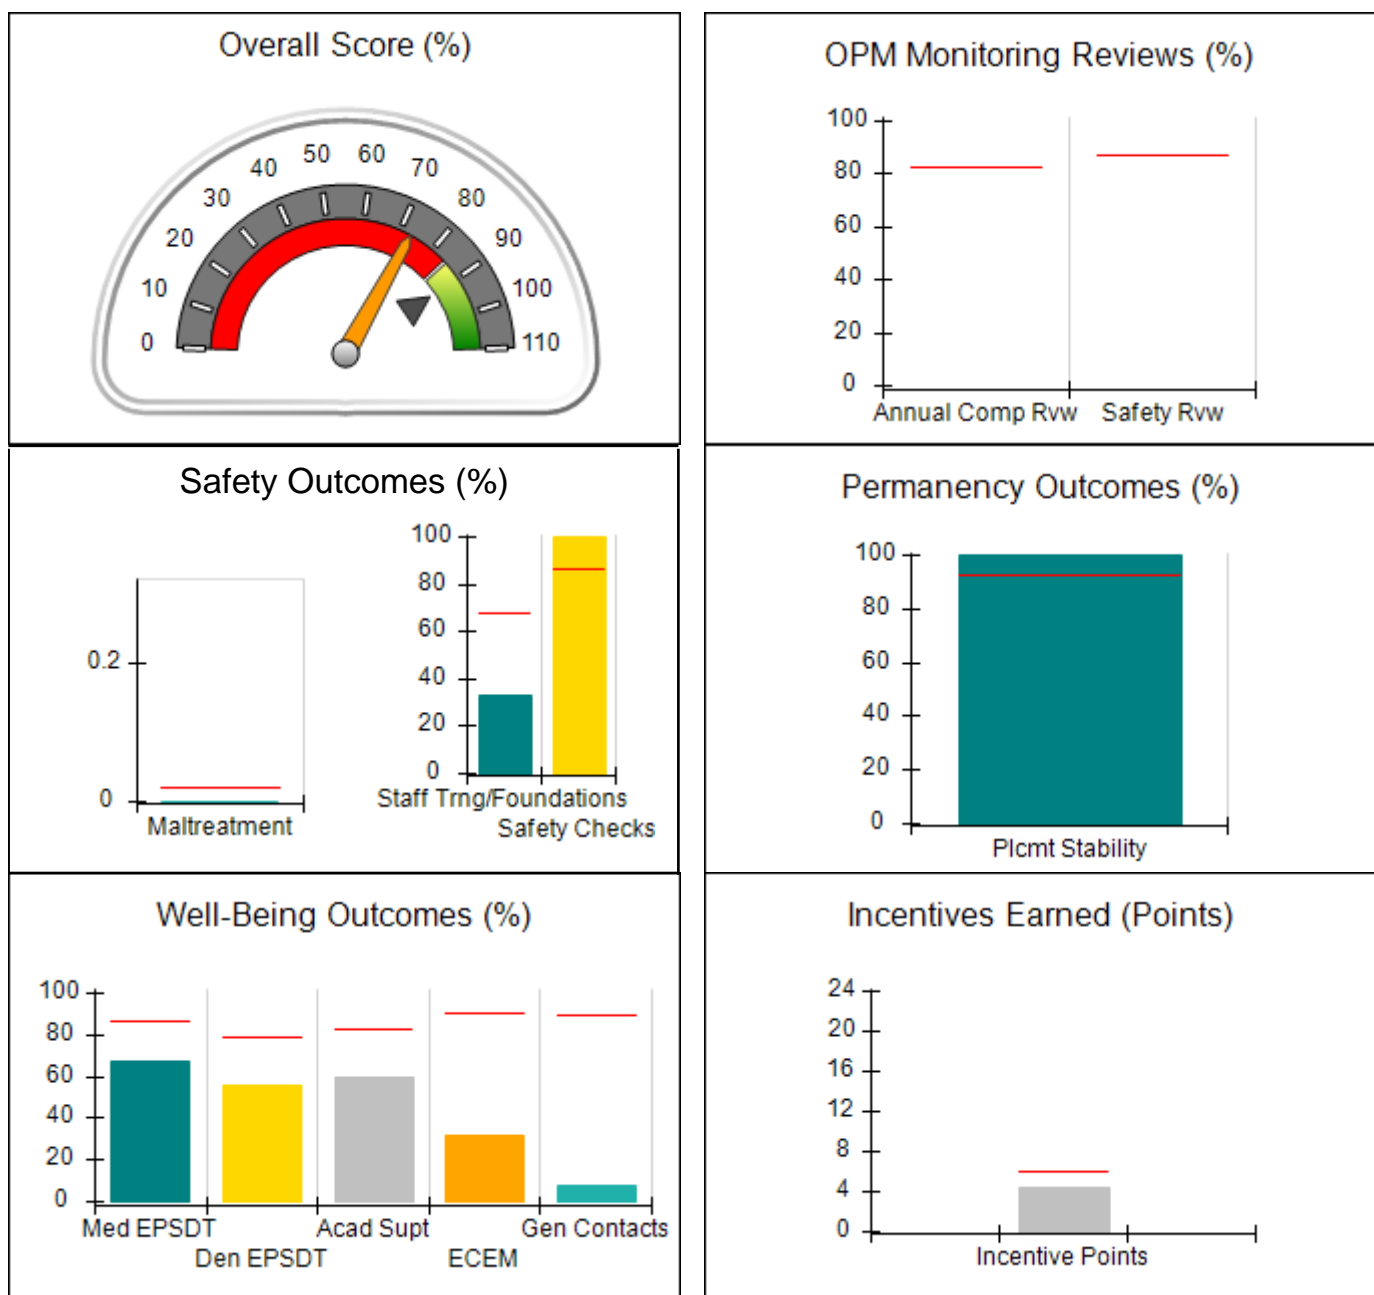 Overall Score (%)
0
10
20
30
40
50
60
70
80
90
100
110
OPM Monitoring Reviews (%)
100
80
60
40
20
0
Annual Comp Rvw
Safety Rvw
Safety Outcomes (%)
0.2
0
Maltreatment
100
80
60
40
20
0
Staff Trng/Foundations
Safety Checks
Permanency Outcomes (%)
100
80
60
40
20
0
Plcmt Stability
Well-Being Outcomes (%)
100
80
60
40
20
0
Med EPSDT
Den EPSDT
Acad Supt
ECEM
Gen Contacts
Incentives Earned (Points)
24
20
16
12
8
4
0
Incentive Points